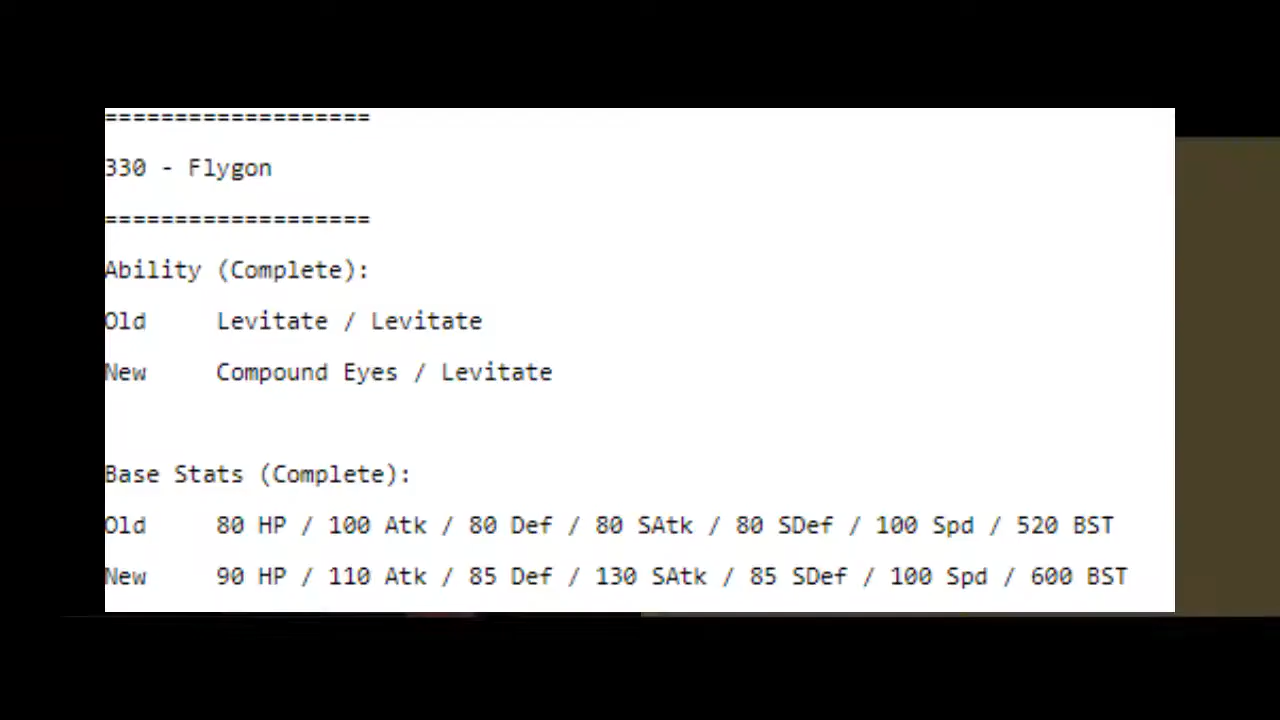 ===================
330 - Flygon
===================
Ability (Complete):
Old     Levitate / Levitate
New     Compound Eyes / Levitate
Base Stats (Complete):
Old     80 HP / 100 Atk / 80 Def / 80 SAtk / 80 SDef / 100 Spd / 520 BST
New     90 HP / 110 Atk / 85 Def / 130 SAtk / 85 SDef / 100 Spd / 600 BST